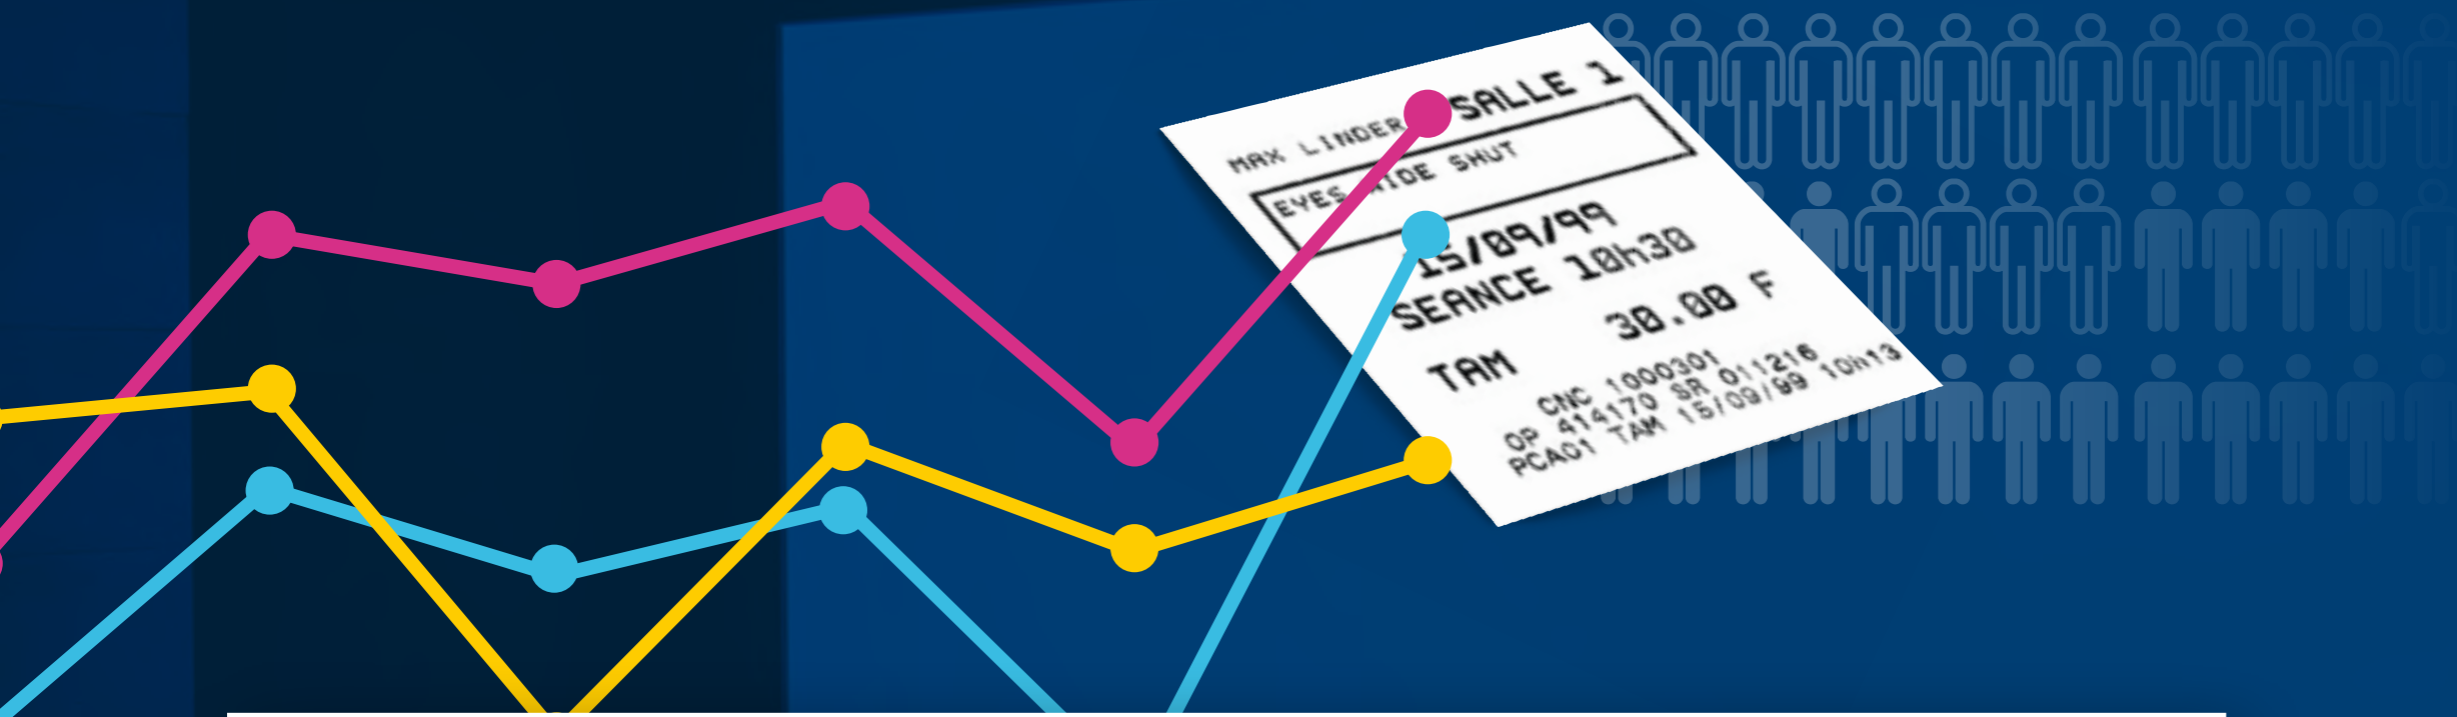 MAX LINDER SALLE 1
EYES WIDE SHUT
15/09/99
SEANCE 10h30
30.00 F
TAM
CNC 1000301
OP 414170 SR 011216
PCA01 TAM 15/09/99 10h13